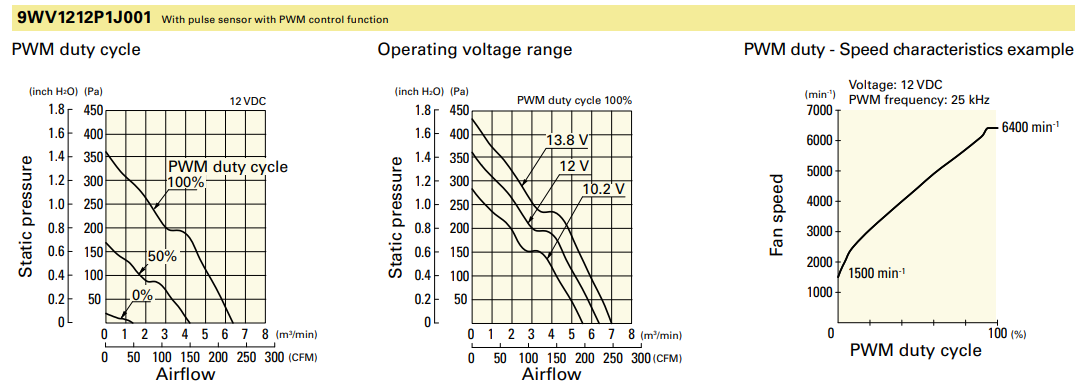 9WV1212P1J001 With pulse sensor with PWM control function
PWM duty cycle
(inch H2O) (Pa)
12 VDC
1.8 450
1.6 400
1.4 350
1.2 300
1.0 250
0.8 200
0.6 150
0.4 100
0.2 50
0
Static pressure
PWM duty cycle
100%
50%
0%
0 1 2 3 4 5 6 7 8 (m³/min)
0 50 100 150 200 250 300 (CFM)
Airflow
Operating voltage range
(inch H2O) (Pa)
PWM duty cycle 100%
1.8 450
1.6 400
1.4 350
1.2 300
1.0 250
0.8 200
0.6 150
0.4 100
0.2 50
0
Static pressure
13.8 V
12 V
10.2 V
0 1 2 3 4 5 6 7 8 (m³/min)
0 50 100 150 200 250 300 (CFM)
Airflow
PWM duty - Speed characteristics example
Voltage: 12 VDC
PWM frequency: 25 kHz
(min-1)
7000
6000
5000
4000
3000
2000
1000
Fan speed
6400 min-1
1500 min-1
0 100 (%)
PWM duty cycle